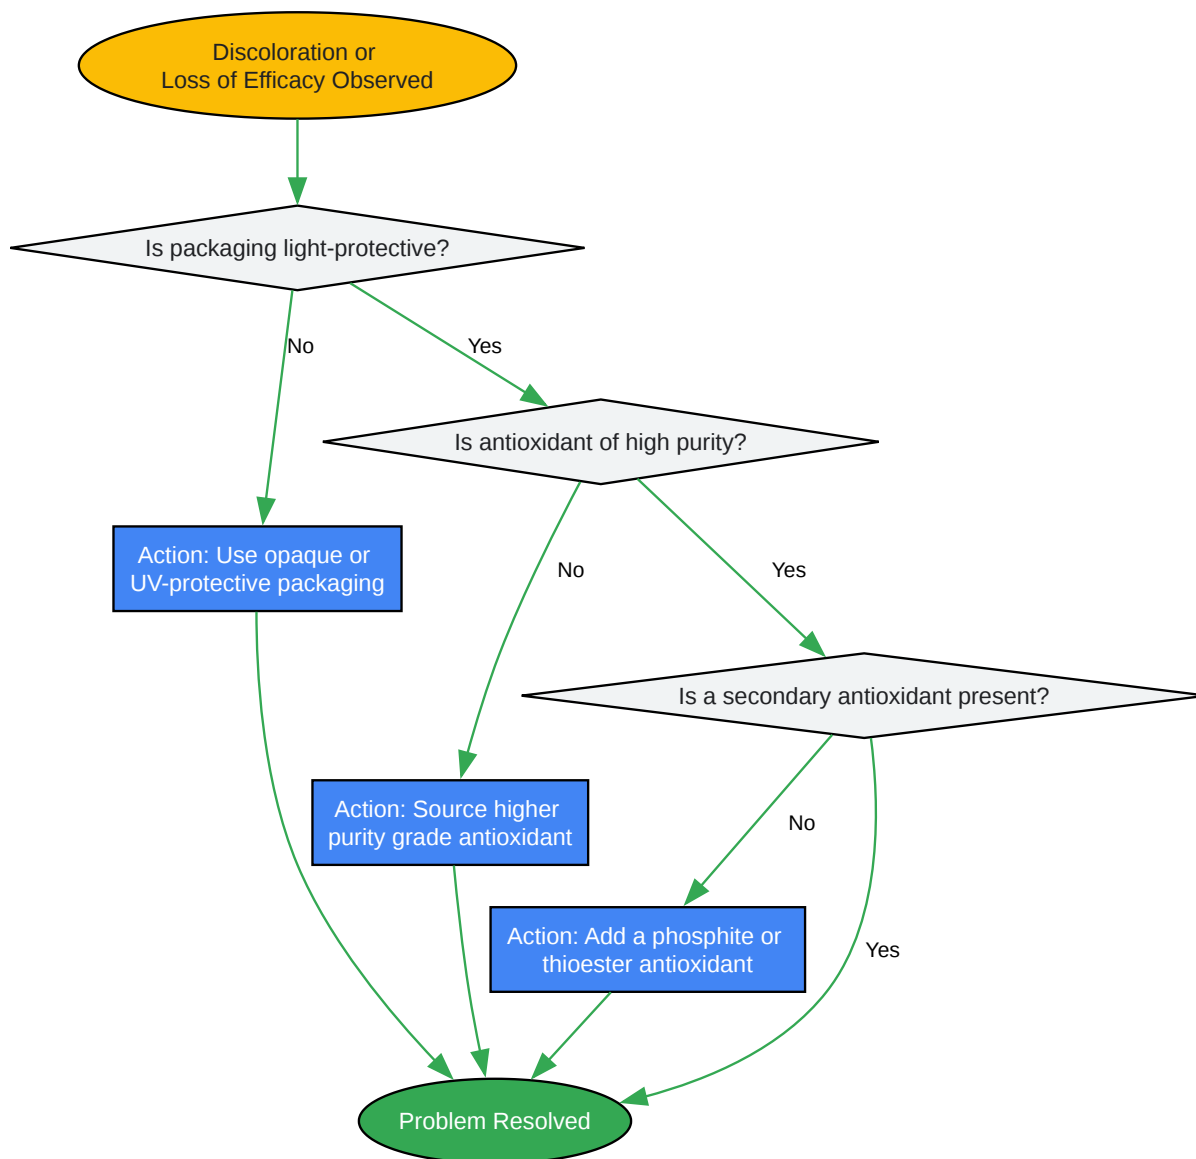 Discoloration or
Loss of Efficacy Observed
Is packaging light-protective?
No
Yes
Is antioxidant of high purity?
Action: Use opaque or
UV-protective packaging
No
Yes
Is a secondary antioxidant present?
Action: Source higher
purity grade antioxidant
No
Action: Add a phosphite or
thioester antioxidant
Yes
Problem Resolved